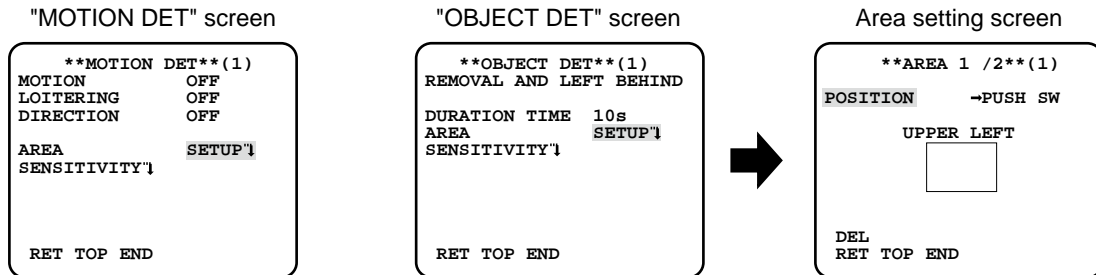 "MOTION DET" screen
**MOTION DET**(1)
MOTION OFF
LOITERING OFF
DIRECTION OFF
AREA SETUP
SENSITIVITY
RET TOP END
"OBJECT DET" screen
**OBJECT DET**(1)
REMOVAL AND LEFT BEHIND
DURATION TIME 10s
AREA SETUP
SENSITIVITY
RET TOP END
Area setting screen
**AREA 1 /2**(1)
POSITION →PUSH SW
UPPER LEFT
DEL
RET TOP END